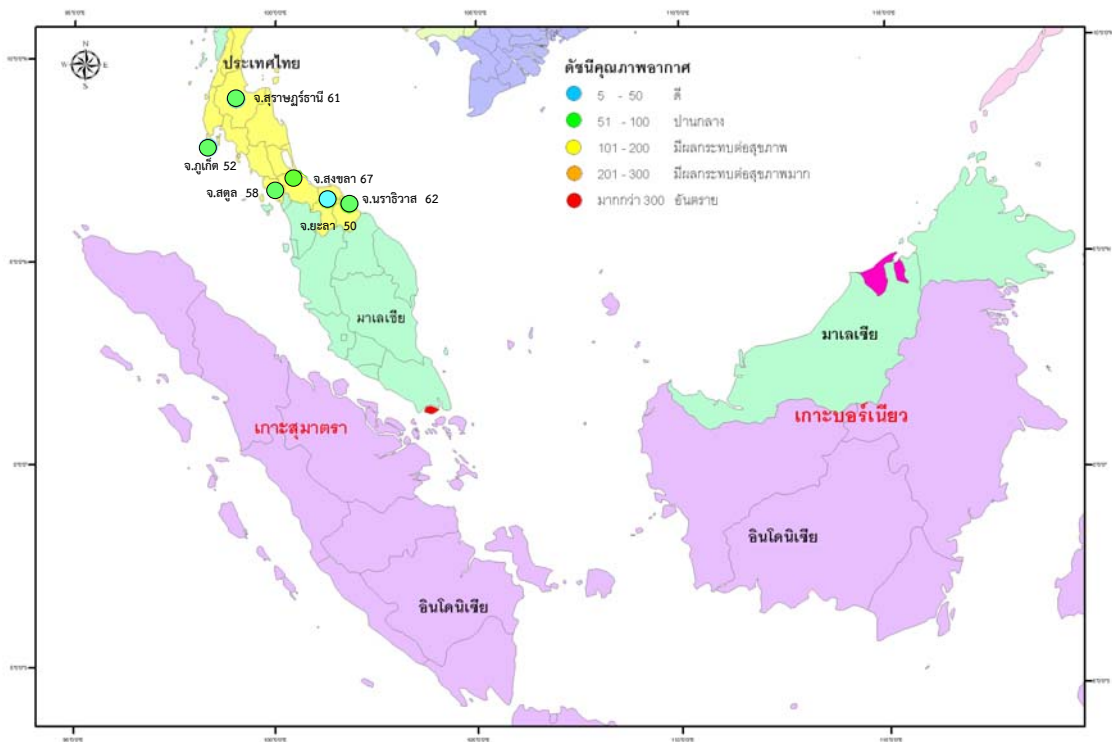 N
W E
S
ประเทศไทย
จ.สุราษฏร์ธานี 61
จ.ภูเก็ต 52
จ.สงขลา 67
จ.สตูล 58
จ.นราธิวาส 62
จ.ยะลา 50
ดัชนีคุณภาพอากาศ
5 - 50 ดี
51 - 100 ปานกลาง
101 - 200 มีผลกระทบต่อสุขภาพ
201 - 300 มีผลกระทบต่อสุขภาพมาก
มากกว่า 300 อันตราย
มาเลเซีย
มาเลเซีย
เกาะสุมาตรา
เกาะบอร์เนียว
อินโดนิเซีย
อินโดนิเซีย